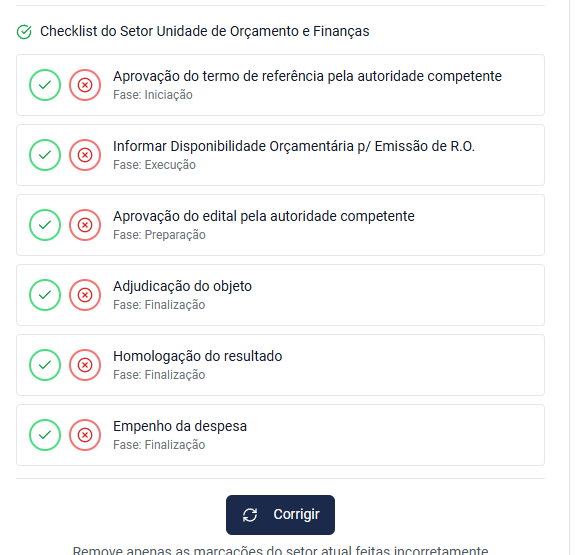 Checklist do Setor Unidade de Orçamento e Finanças
Aprovação do termo de referência pela autoridade competente
Fase: Iniciação
Informar Disponibilidade Orçamentária p/ Emissão de R.O.
Fase: Execução
Aprovação do edital pela autoridade competente
Fase: Preparação
Adjudicação do objeto
Fase: Finalização
Homologação do resultado
Fase: Finalização
Empenho da despesa
Fase: Finalização
Corrigir
Remove apenas as marcações do setor atual feitas incorretamente